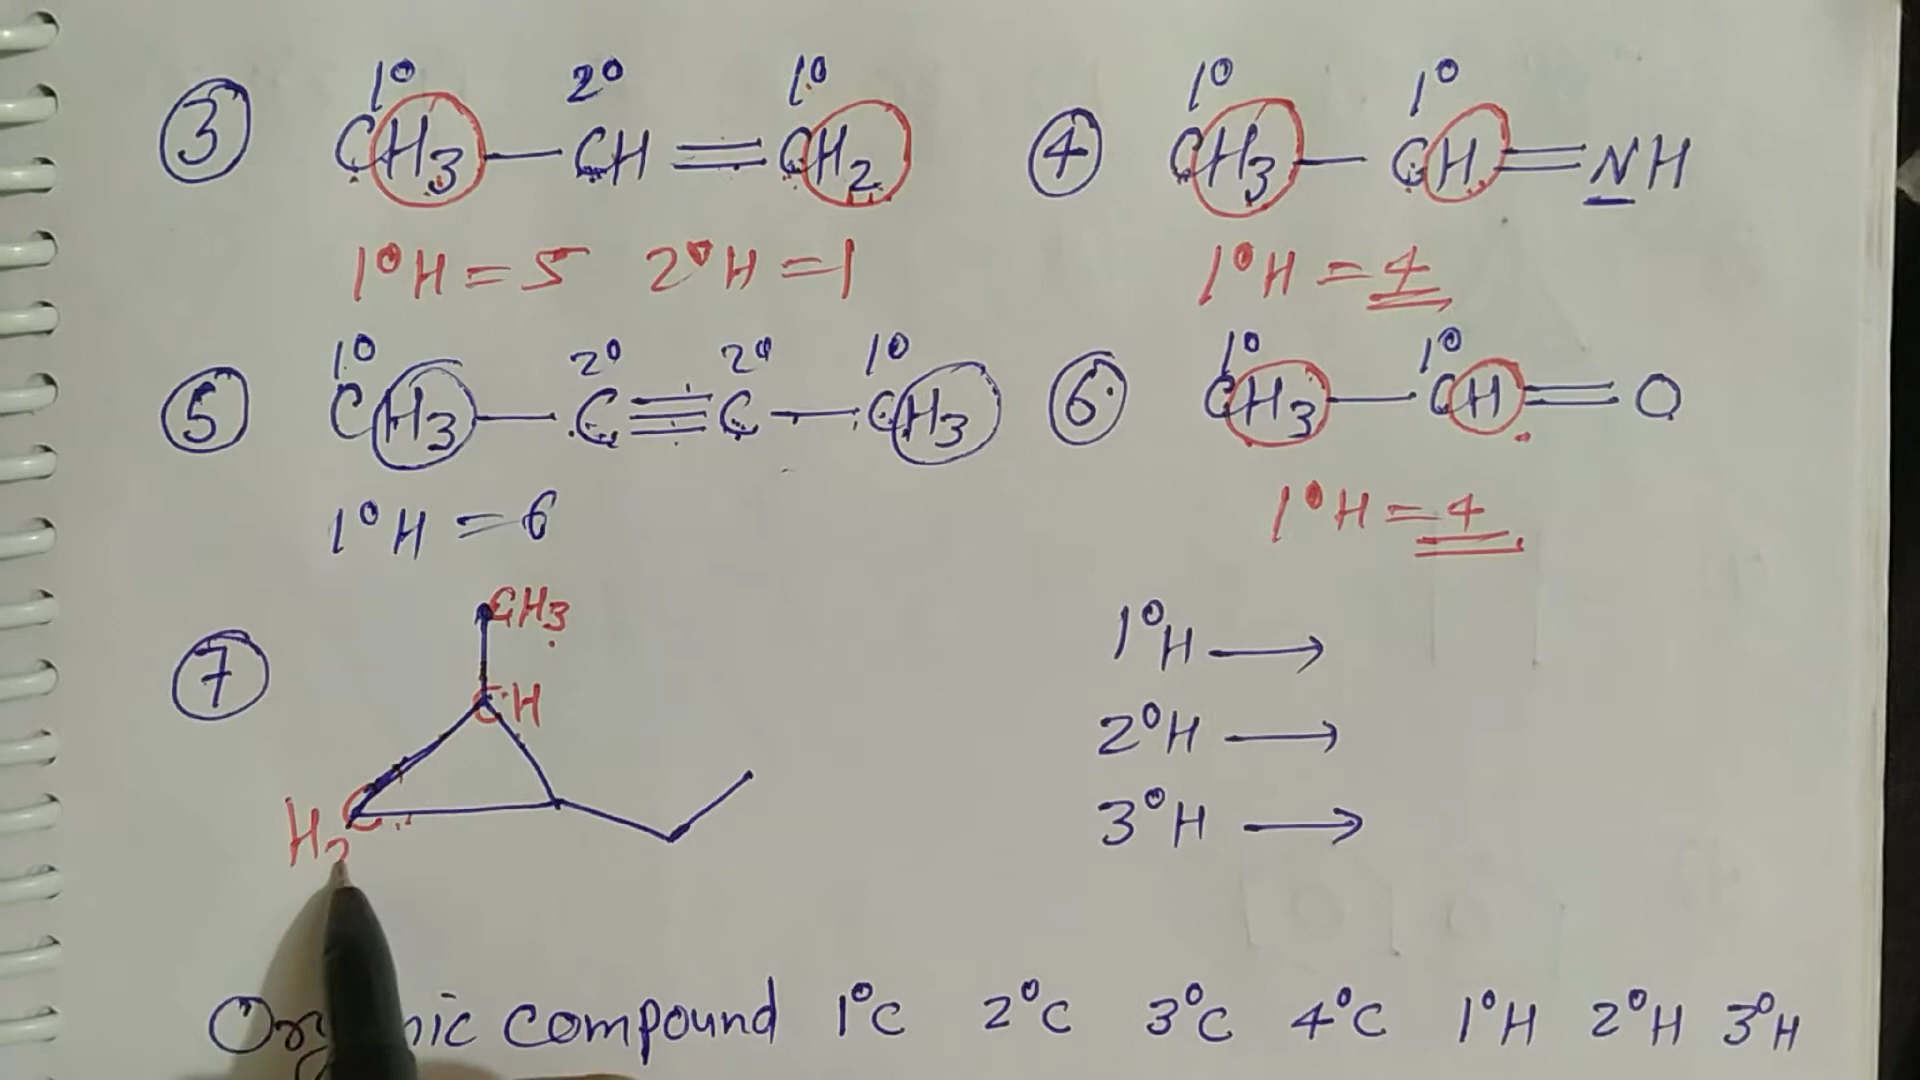 1° 2° 1° 1° 1°
③ CH3 — CH = CH2 ④ CH3 — CH = NH
1°H = 5 2°H = 1 1°H = 4
1° 2° 2° 1° 1° 1°
⑤ CH3 — C ≡ C — CH3 ⑥ CH3 — CH = O
1°H = 6 1°H = 4
CH3
1°H →
⑦
CH
2°H →
H2C
3°H →
compound 1°C 2°C 3°C 4°C 1°H 2°H 3°H